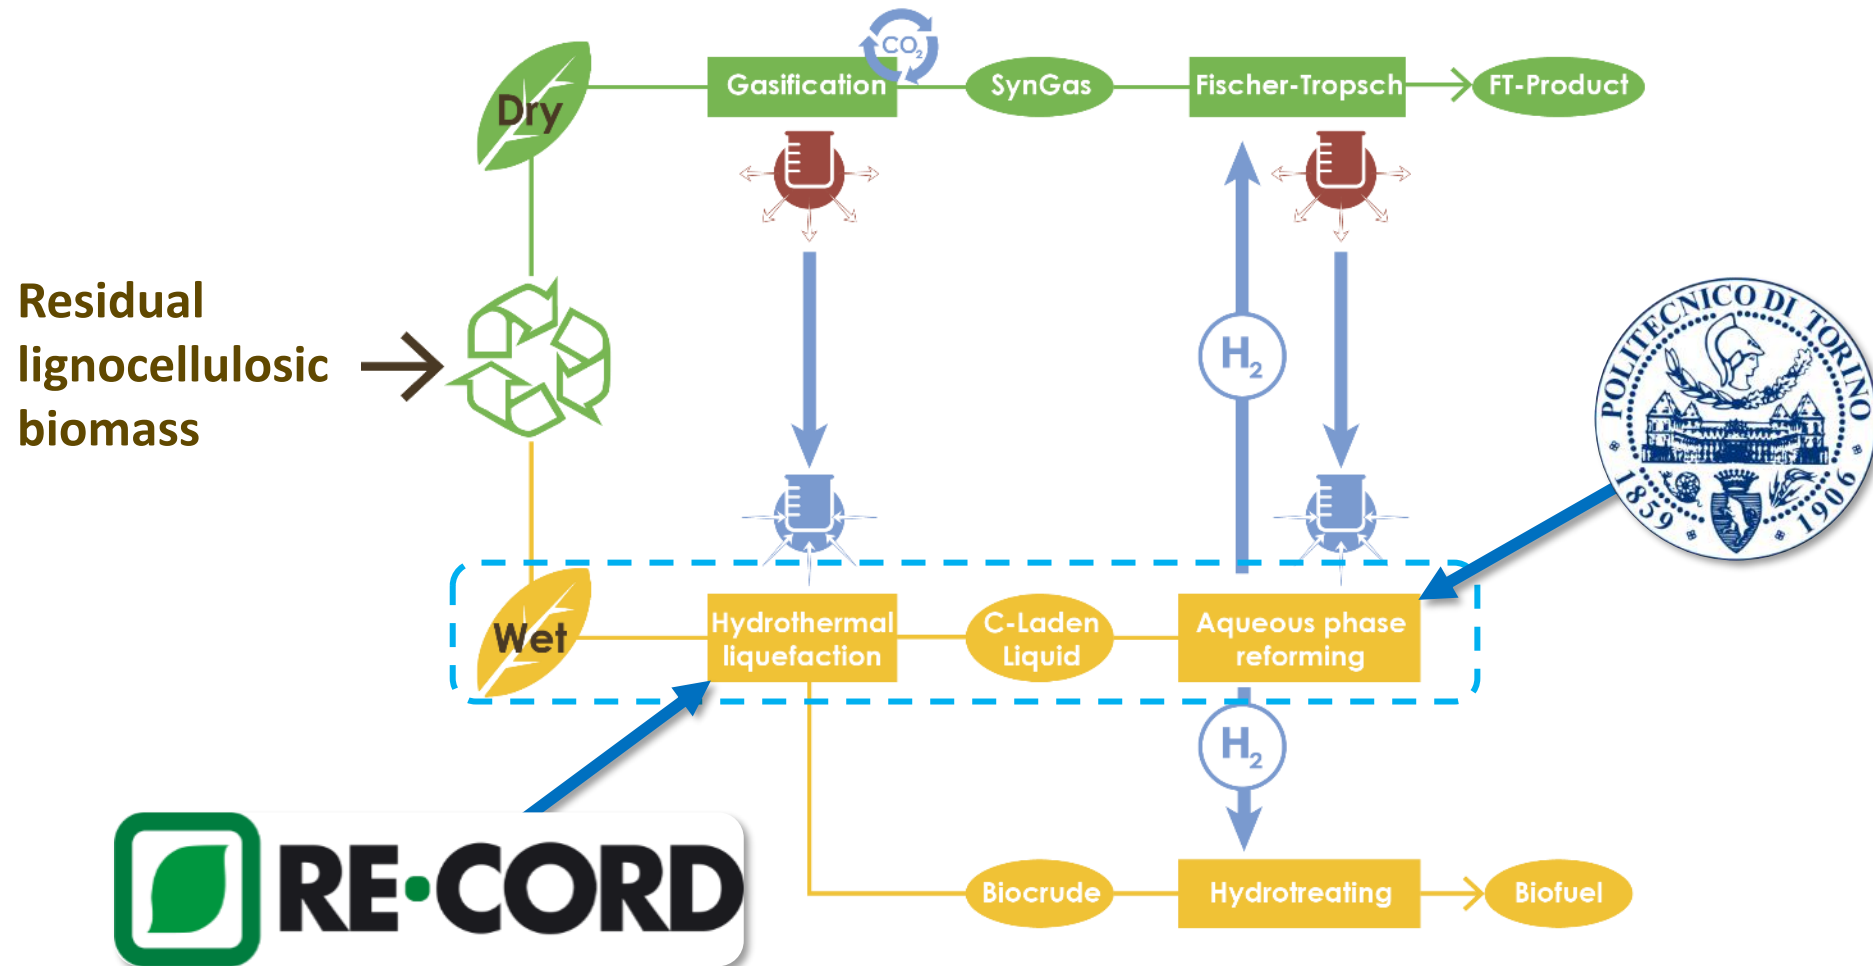 CO2
Gasification
SynGas
Fischer-Tropsch
FT-Product
Dry
Residual
lignocellulosic
biomass
H2
POLITECNICO DI TORINO
1859
1906
Wet
Hydrothermal
liquefaction
C-Laden
Liquid
Aqueous phase
reforming
H2
RE·CORD
Biocrude
Hydrotreating
Biofuel